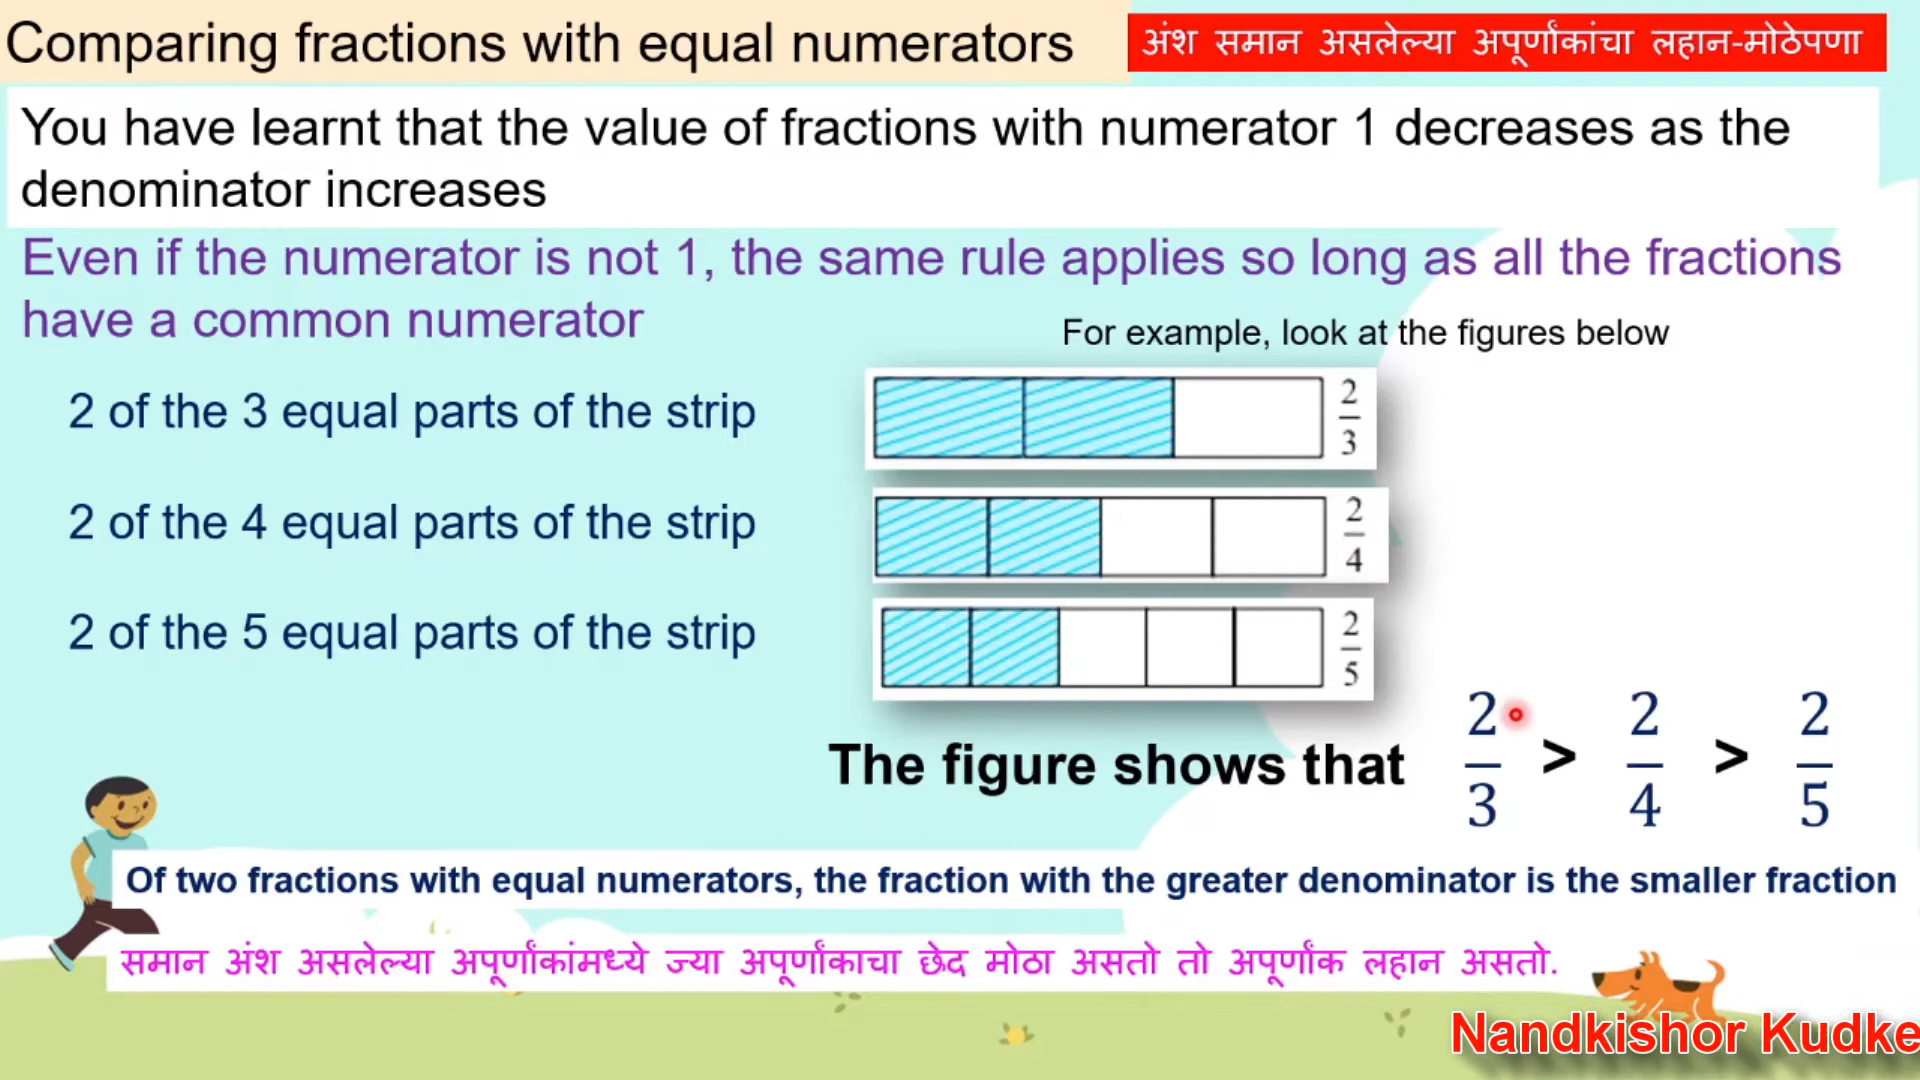 Comparing fractions with equal numerators
अंश समान असलेल्या अपूर्णांकांचा लहान-मोठेपणा
You have learnt that the value of fractions with numerator 1 decreases as the
denominator increases
Even if the numerator is not 1, the same rule applies so long as all the fractions
have a common numerator
For example, look at the figures below
2 of the 3 equal parts of the strip
2/3
2 of the 4 equal parts of the strip
2/4
2 of the 5 equal parts of the strip
2/5
The figure shows that 2/3 > 2/4 > 2/5
Of two fractions with equal numerators, the fraction with the greater denominator is the smaller fraction
समान अंश असलेल्या अपूर्णांकांमध्ये ज्या अपूर्णांकाचा छेद मोठा असतो तो अपूर्णांक लहान असतो.
Nandkishor Kudke